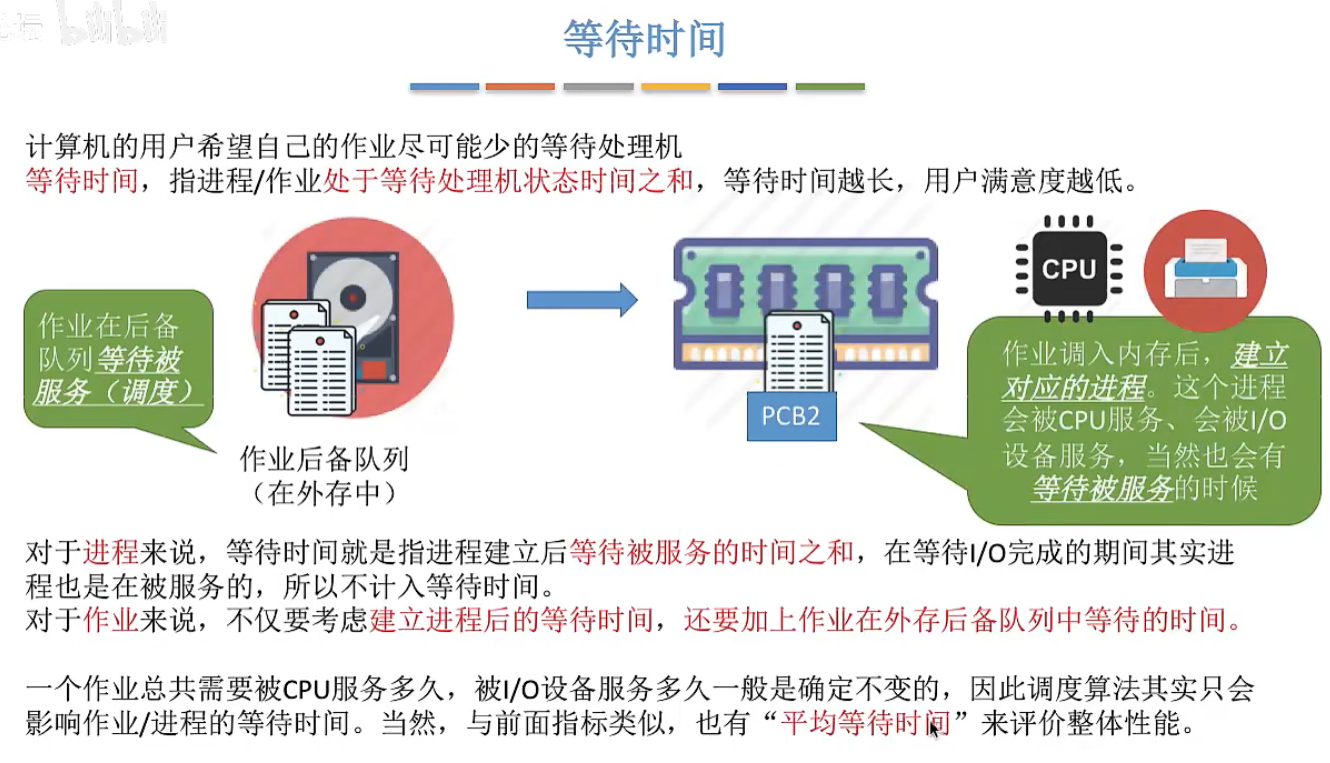 bilibili
等待时间
计算机的用户希望自己的作业尽可能少的等待处理机
等待时间，指进程/作业处于等待处理机状态时间之和，等待时间越长，用户满意度越低。
作业在后备
队列等待被
服务（调度）
作业后备队列
（在外存中）
PCB2
CPU
作业调入内存后，建立
对应的进程。这个进程
会被CPU服务、会被I/O
设备服务，当然也会有
等待被服务的时候
对于进程来说，等待时间就是指进程建立后等待被服务的时间之和，在等待I/O完成的期间其实进
程也是在被服务的，所以不计入等待时间。
对于作业来说，不仅要考虑建立进程后的等待时间，还要加上作业在外存后备队列中等待的时间。
一个作业总共需要被CPU服务多久，被I/O设备服务多久一般是确定不变的，因此调度算法其实只会
影响作业/进程的等待时间。当然，与前面指标类似，也有“平均等待时间”来评价整体性能。